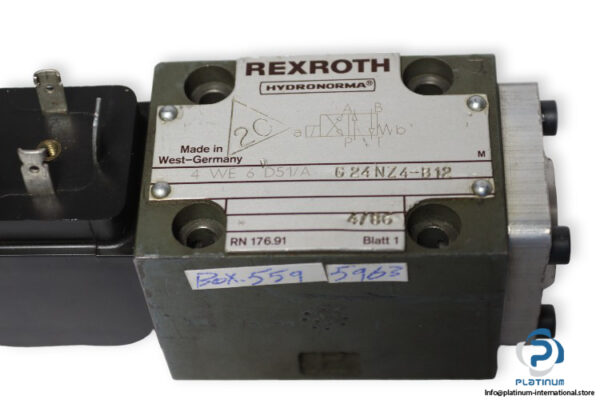 REXROTH
HYDRONORMA®
20
A B
a b
P T
Made in
West-Germany
M
4 WE 6 D51/A G 24 NZ4-B12
4/86
RN 176.91 Blatt 1
Box-559 5963
PLATINUM
Info@platinum-international.store